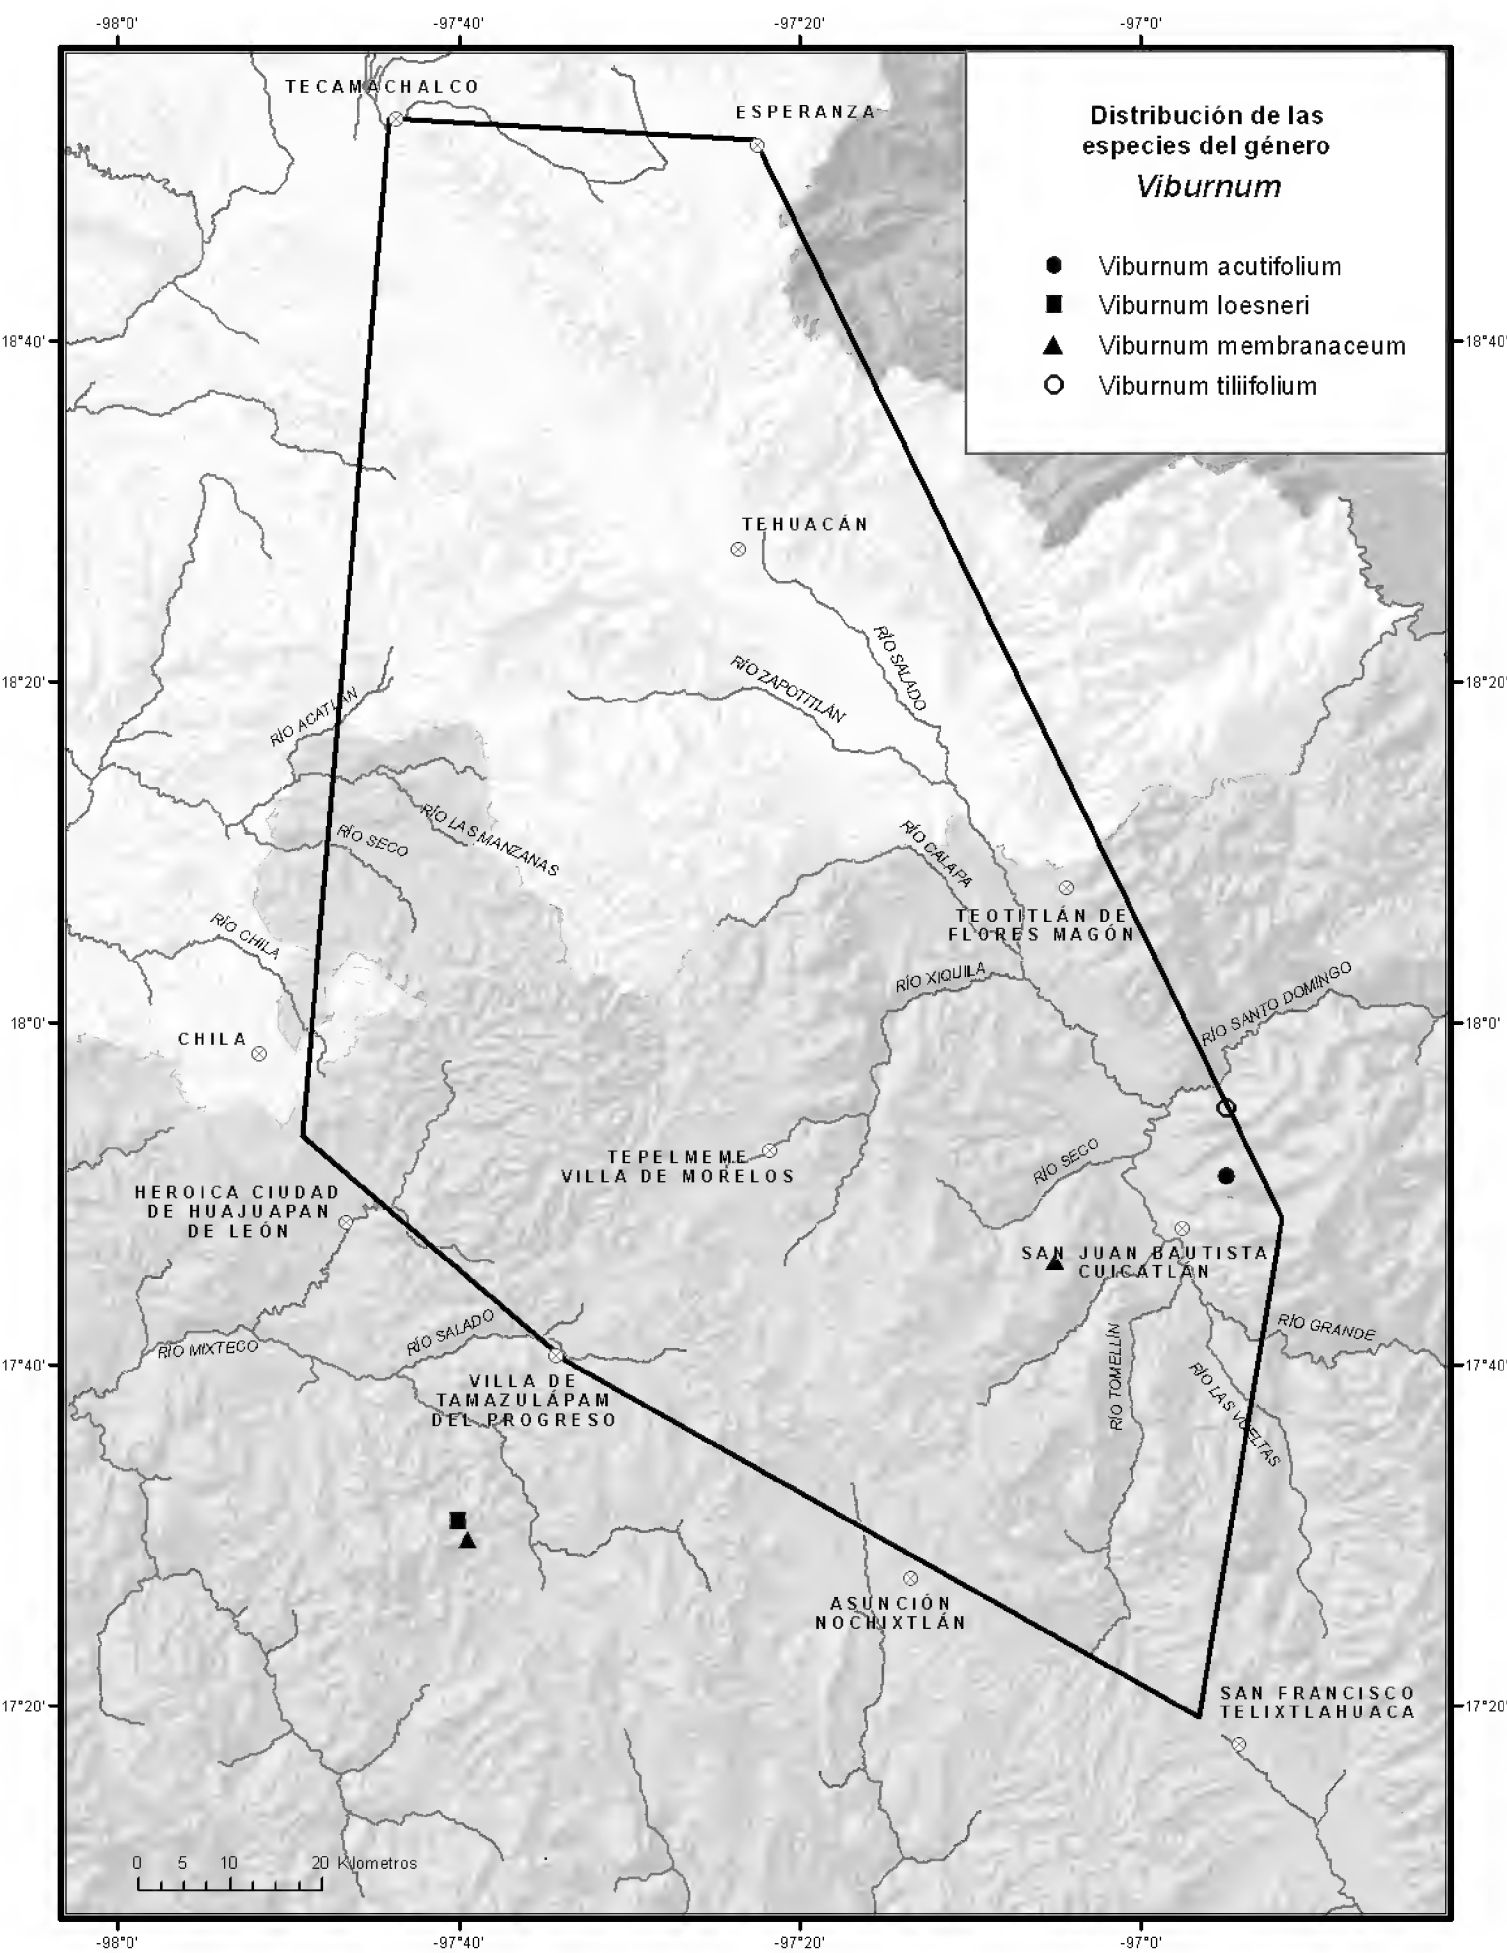 -98°0'
-97°40'
-97°20'
-97°0'
TECAMACHALCO
ESPERANZA
Distribución de las
especies del género
Viburnum
Viburnum acutifolium
Viburnum loesneri
Viburnum membranaceum
Viburnum tiliifolium
18°40'
18°40'
TEHUACÁN
RÍO SALADO
RÍO ZAPOTITLÁN
18°20'
18°20'
RÍO ACATLÁN
RÍO LAS MANZANAS
RÍO SECO
RÍO CALAPA
TEOTITLÁN DE
FLORES MAGÓN
RÍO CHILA
RÍO XIQUILA
RÍO SANTO DOMINGO
18°0'
18°0'
CHILA
TEPELMEME
VILLA DE MORELOS
RÍO SECO
HEROICA CIUDAD
DE HUAJUAPAN
DE LEÓN
SAN JUAN BAUTISTA
CUICATLÁN
RÍO GRANDE
RÍO MIXTECO
RÍO SALADO
17°40'
17°40'
RÍO TOMELLÍN
RÍO LAS VUELTAS
VILLA DE
TAMAZULÁPAM
DEL PROGRESO
ASUNCIÓN
NOCHIXTLÁN
17°20'
17°20'
SAN FRANCISCO
TELIXTLAHUACA
0 5 10 20 Kilometros
-98°0'
-97°40'
-97°20'
-97°0'